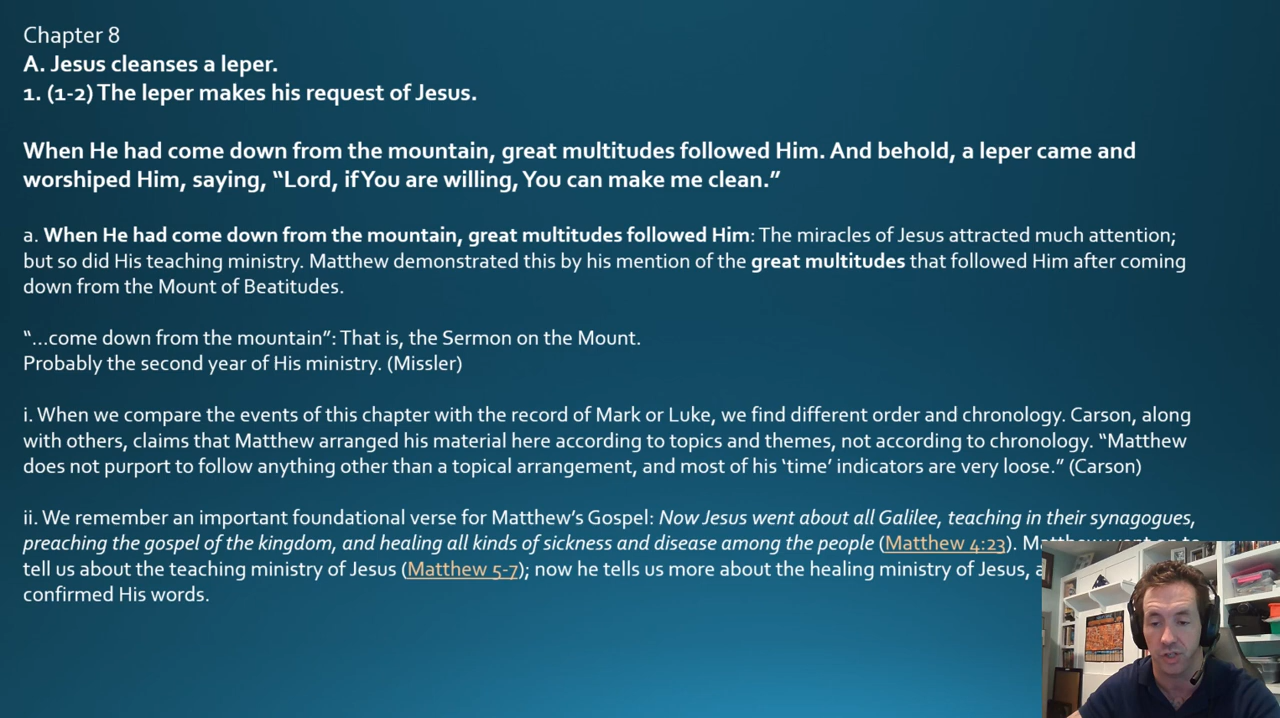 Chapter 8
A. Jesus cleanses a leper.
1. (1-2) The leper makes his request of Jesus.
When He had come down from the mountain, great multitudes followed Him. And behold, a leper came and
worshiped Him, saying, “Lord, if You are willing, You can make me clean.”
a. When He had come down from the mountain, great multitudes followed Him: The miracles of Jesus attracted much attention;
but so did His teaching ministry. Matthew demonstrated this by his mention of the great multitudes that followed Him after coming
down from the Mount of Beatitudes.
“...come down from the mountain”: That is, the Sermon on the Mount.
Probably the second year of His ministry. (Missler)
i. When we compare the events of this chapter with the record of Mark or Luke, we find different order and chronology. Carson, along
with others, claims that Matthew arranged his material here according to topics and themes, not according to chronology. “Matthew
does not purport to follow anything other than a topical arrangement, and most of his ‘time’ indicators are very loose.” (Carson)
ii. We remember an important foundational verse for Matthew’s Gospel: Now Jesus went about all Galilee, teaching in their synagogues,
preaching the gospel of the kingdom, and healing all kinds of sickness and disease among the people (Matthew 4:23).
tell us about the teaching ministry of Jesus (Matthew 5-7); now he tells us more about the healing ministry of Jesus,
confirmed His words.